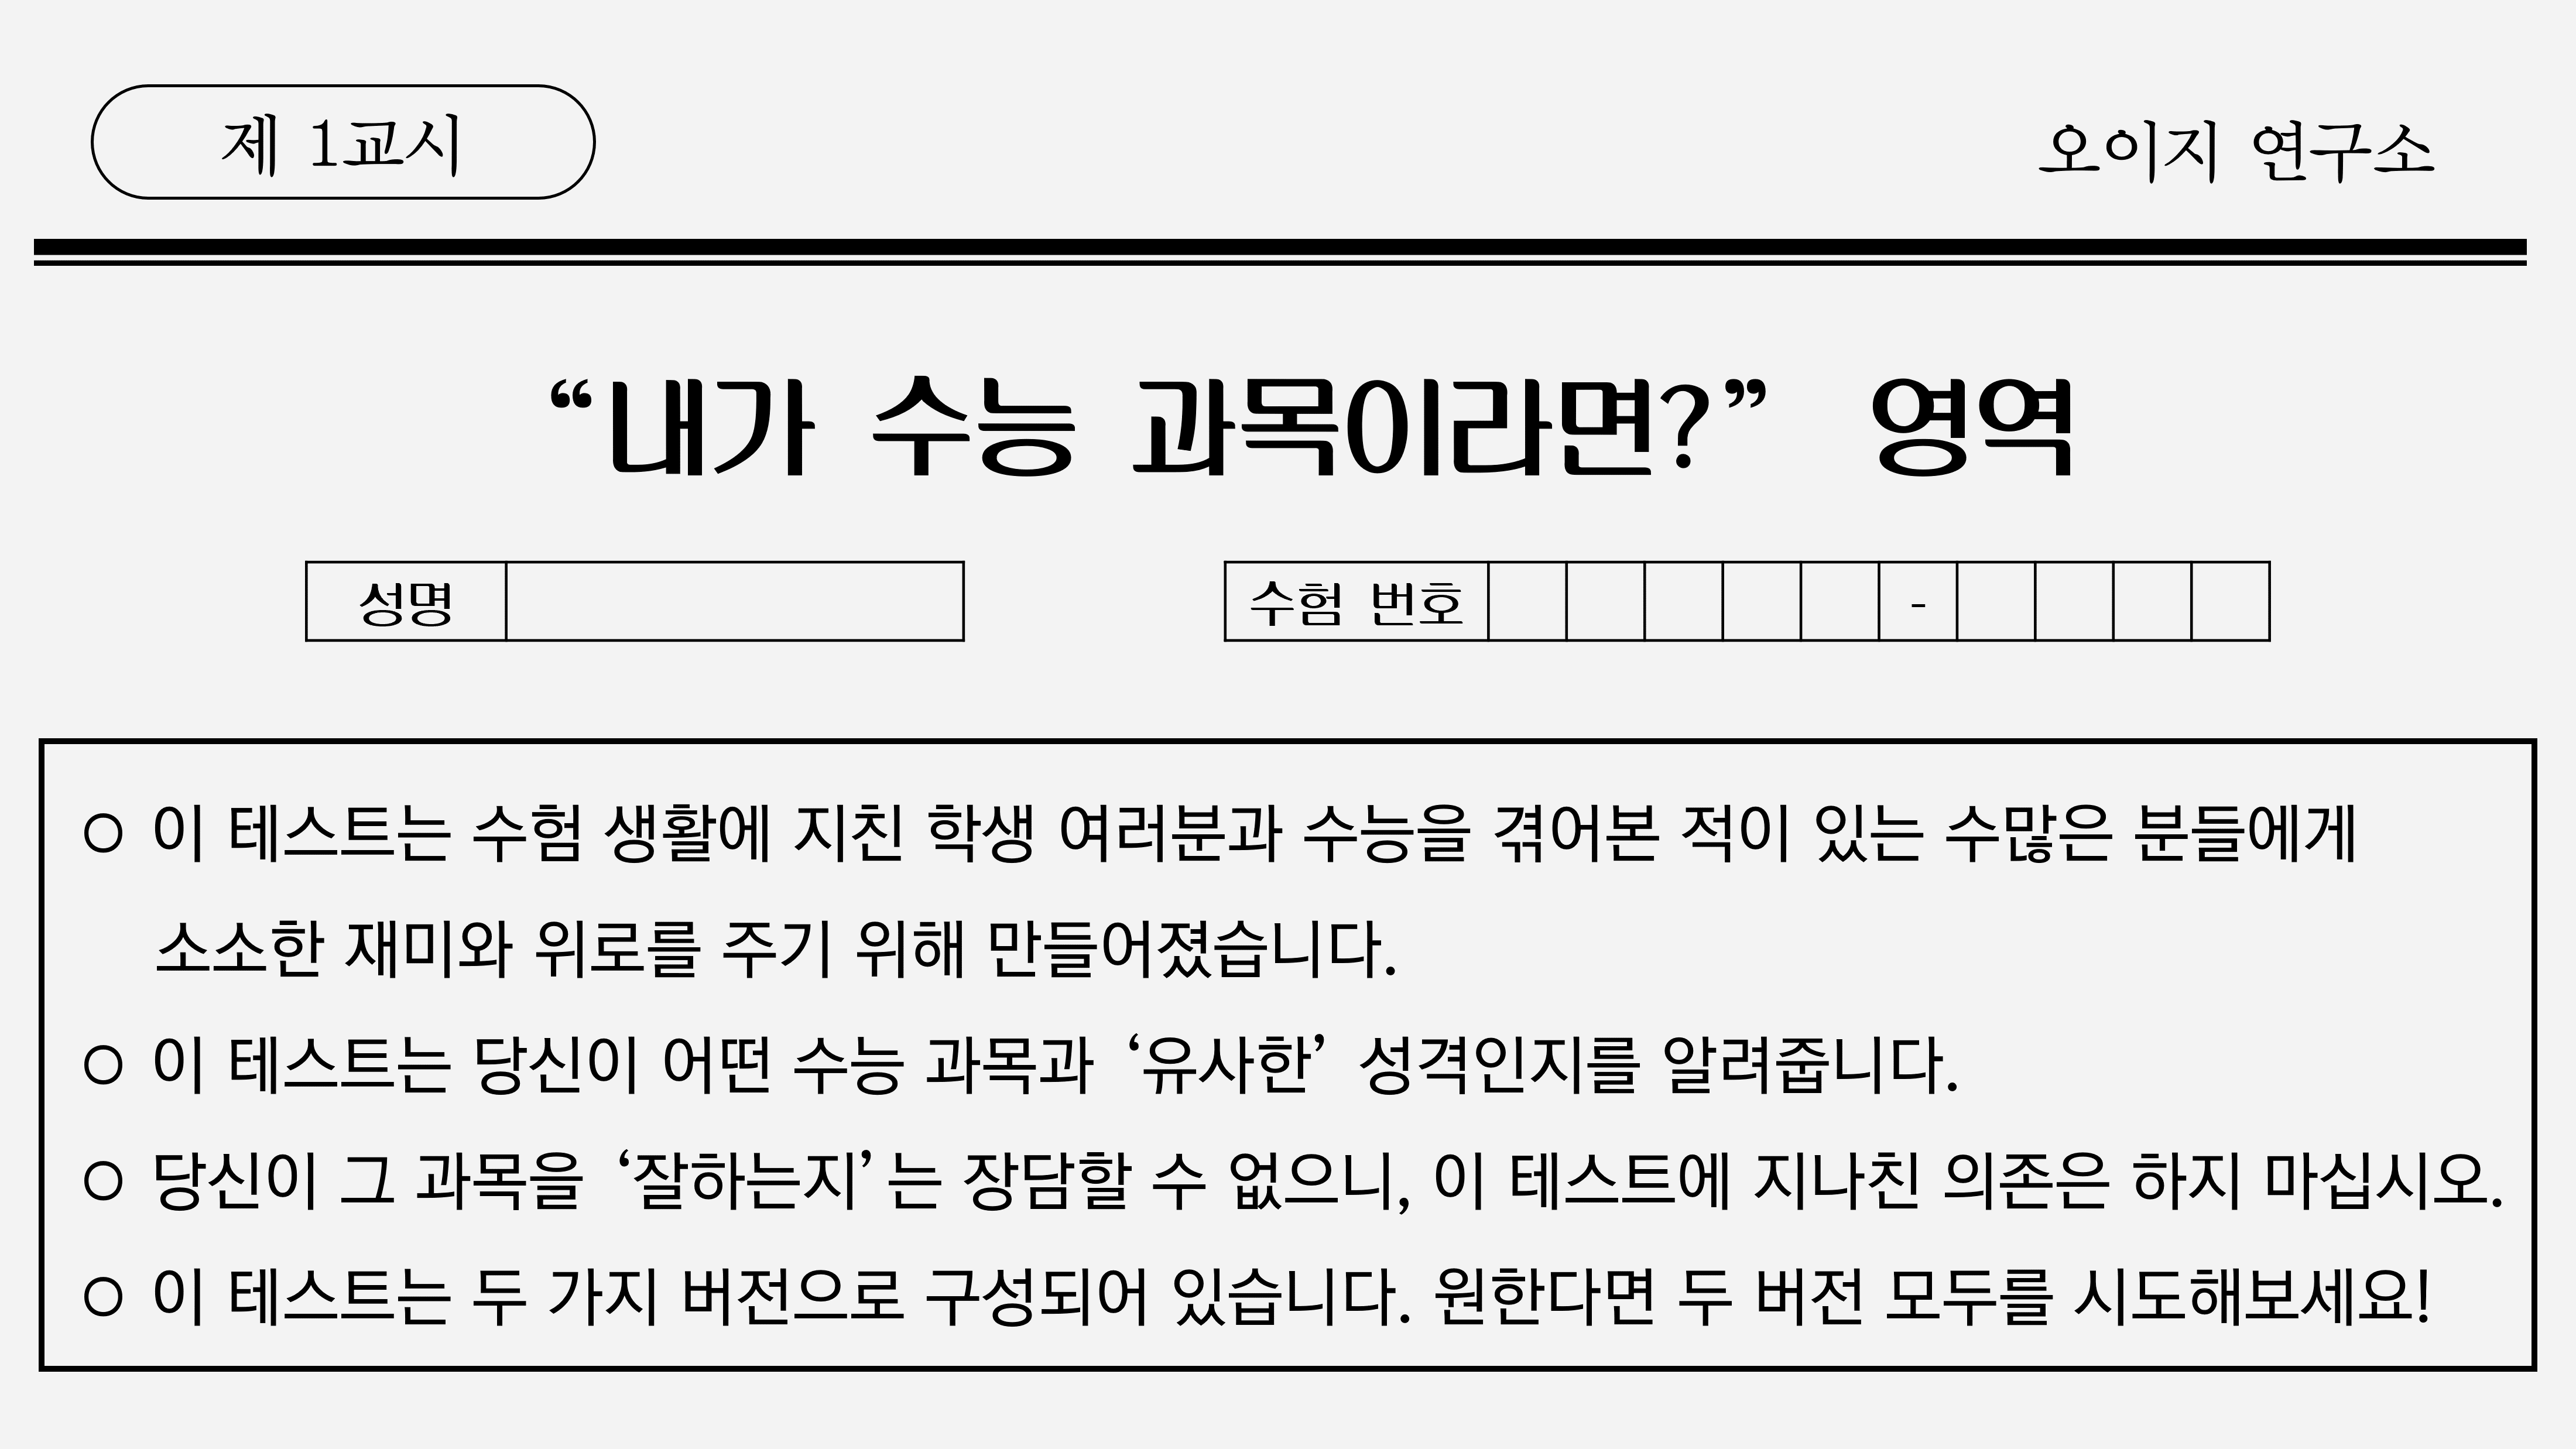 제 1교시
오이지 연구소
“내가 수능 과목이라면?” 영역
성명
수험 번호 -
○ 이 테스트는 수험 생활에 지친 학생 여러분과 수능을 겪어본 적이 있는 수많은 분들에게
소소한 재미와 위로를 주기 위해 만들어졌습니다.
○ 이 테스트는 당신이 어떤 수능 과목과 ‘유사한’ 성격인지를 알려줍니다.
○ 당신이 그 과목을 ‘잘하는지’는 장담할 수 없으니, 이 테스트에 지나친 의존은 하지 마십시오.
○ 이 테스트는 두 가지 버전으로 구성되어 있습니다. 원한다면 두 버전 모두를 시도해보세요!